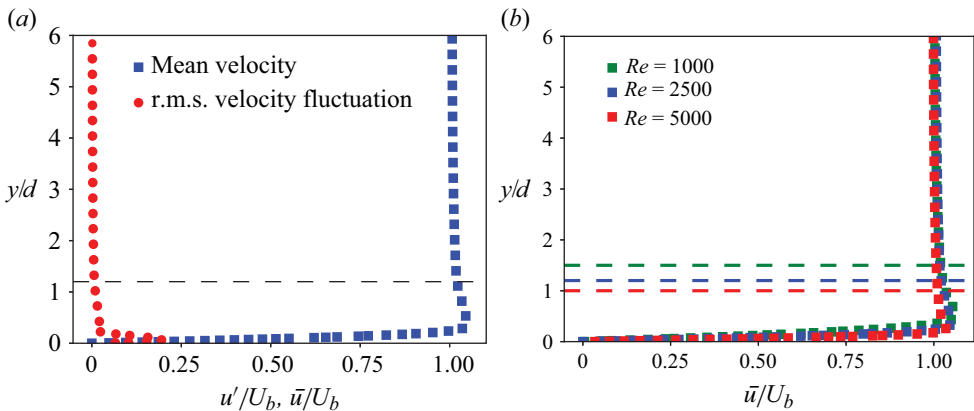 (a)
6
5
4
3
2
1
0
y/d
Mean velocity
r.m.s. velocity fluctuation
0 0.25 0.50 0.75 1.00
u′/U_b, ū/U_b
(b)
6
5
4
3
2
1
0
y/d
Re = 1000
Re = 2500
Re = 5000
0 0.25 0.50 0.75 1.00
ū/U_b